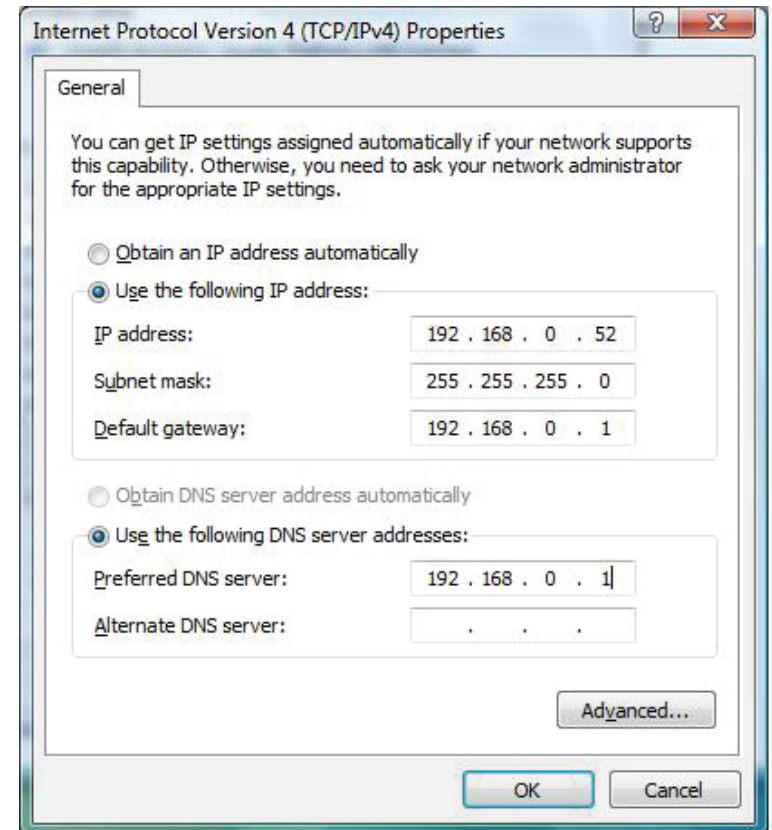 Internet Protocol Version 4 (TCP/IPv4) Properties
General
You can get IP settings assigned automatically if your network supports
this capability. Otherwise, you need to ask your network administrator
for the appropriate IP settings.
Obtain an IP address automatically
Use the following IP address:
IP address: 192 . 168 . 0 . 52
Subnet mask: 255 . 255 . 255 . 0
Default gateway: 192 . 168 . 0 . 1
Obtain DNS server address automatically
Use the following DNS server addresses:
Preferred DNS server: 192 . 168 . 0 . 1
Alternate DNS server: . . .
Advanced...
OK Cancel